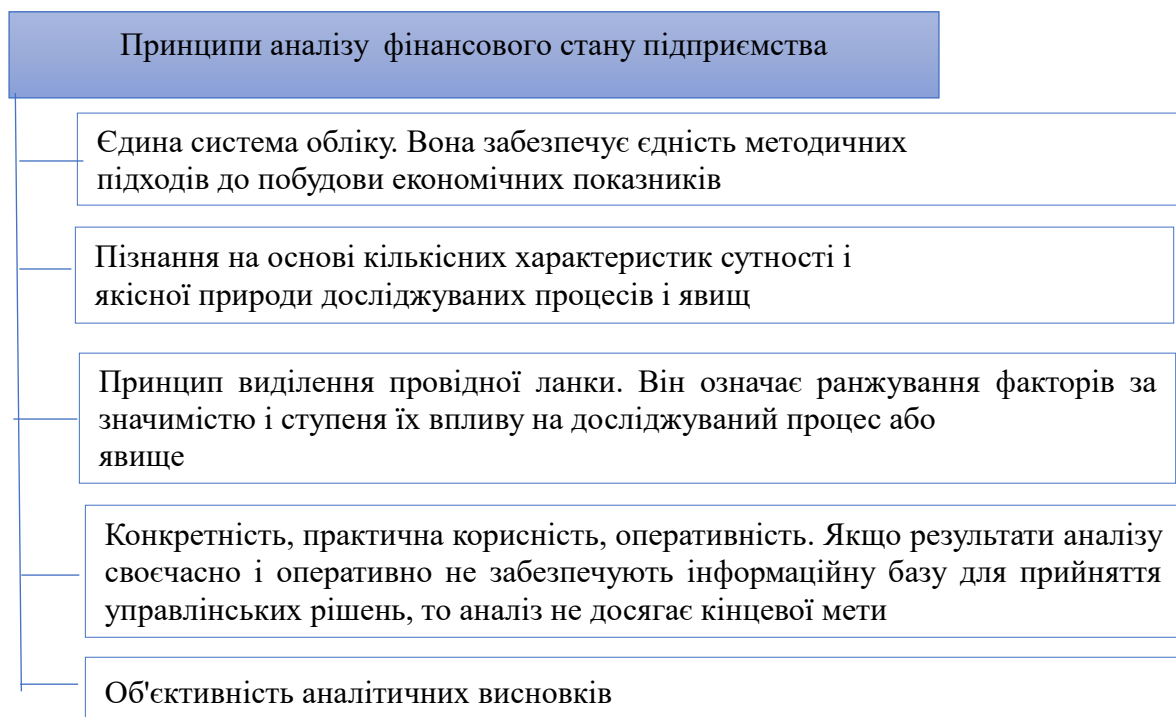 Принципи аналізу фінансового стану підприємства
Єдина система обліку. Вона забезпечує єдність методичних
підходів до побудови економічних показників
Пізнання на основі кількісних характеристик сутності і
якісної природи досліджуваних процесів і явищ
Принцип виділення провідної ланки. Він означає ранжування факторів за
значимістю і ступеня їх впливу на досліджуваний процес або
явище
Конкретність, практична корисність, оперативність. Якщо результати аналізу
своєчасно і оперативно не забезпечують інформаційну базу для прийняття
управлінських рішень, то аналіз не досягає кінцевої мети
Об'єктивність аналітичних висновків